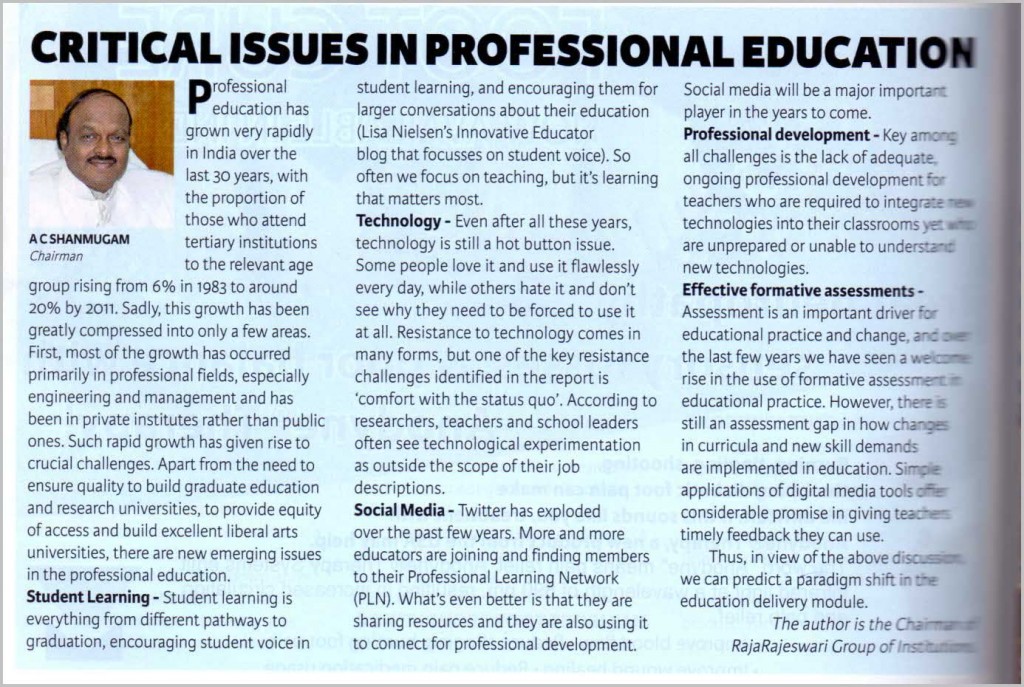 CRITICAL ISSUES IN PROFESSIONAL EDUCATION
A C SHANMUGAM
Chairman
Professional
education has
grown very rapidly
in India over the
last 30 years, with
the proportion of
those who attend
tertiary institutions
to the relevant age
group rising from 6% in 1983 to around
20% by 2011. Sadly, this growth has been
greatly compressed into only a few areas.
First, most of the growth has occurred
primarily in professional fields, especially
engineering and management and has
been in private institutes rather than public
ones. Such rapid growth has given rise to
crucial challenges. Apart from the need to
ensure quality to build graduate education
and research universities, to provide equity
of access and build excellent liberal arts
universities, there are new emerging issues
in the professional education.
Student Learning - Student learning is
everything from different pathways to
graduation, encouraging student voice in
student learning, and encouraging them for
larger conversations about their education
(Lisa Nielsen's Innovative Educator
blog that focusses on student voice). So
often we focus on teaching, but it's learning
that matters most.
Technology - Even after all these years,
technology is still a hot button issue.
Some people love it and use it flawlessly
every day, while others hate it and don't
see why they need to be forced to use it
at all. Resistance to technology comes in
many forms, but one of the key resistance
challenges identified in the report is
'comfort with the status quo'. According to
researchers, teachers and school leaders
often see technological experimentation
as outside the scope of their job
descriptions.
Social Media - Twitter has exploded
over the past few years. More and more
educators are joining and finding members
to their Professional Learning Network
(PLN). What's even better is that they are
sharing resources and they are also using it
to connect for professional development.
Social media will be a major important
player in the years to come.
Professional development - Key among
all challenges is the lack of adequate,
ongoing professional development for
teachers who are required to integrate new
technologies into their classrooms yet who
are unprepared or unable to understand
new technologies.
Effective formative assessments -
Assessment is an important driver for
educational practice and change, and over
the last few years we have seen a welcome
rise in the use of formative assessment in
educational practice. However, there is
still an assessment gap in how changes
in curricula and new skill demands
are implemented in education. Simple
applications of digital media tools offer
considerable promise in giving teachers
timely feedback they can use.
Thus, in view of the above discussion,
we can predict a paradigm shift in the
education delivery module.
The author is the Chairman of
RajaRajeswari Group of Institutions